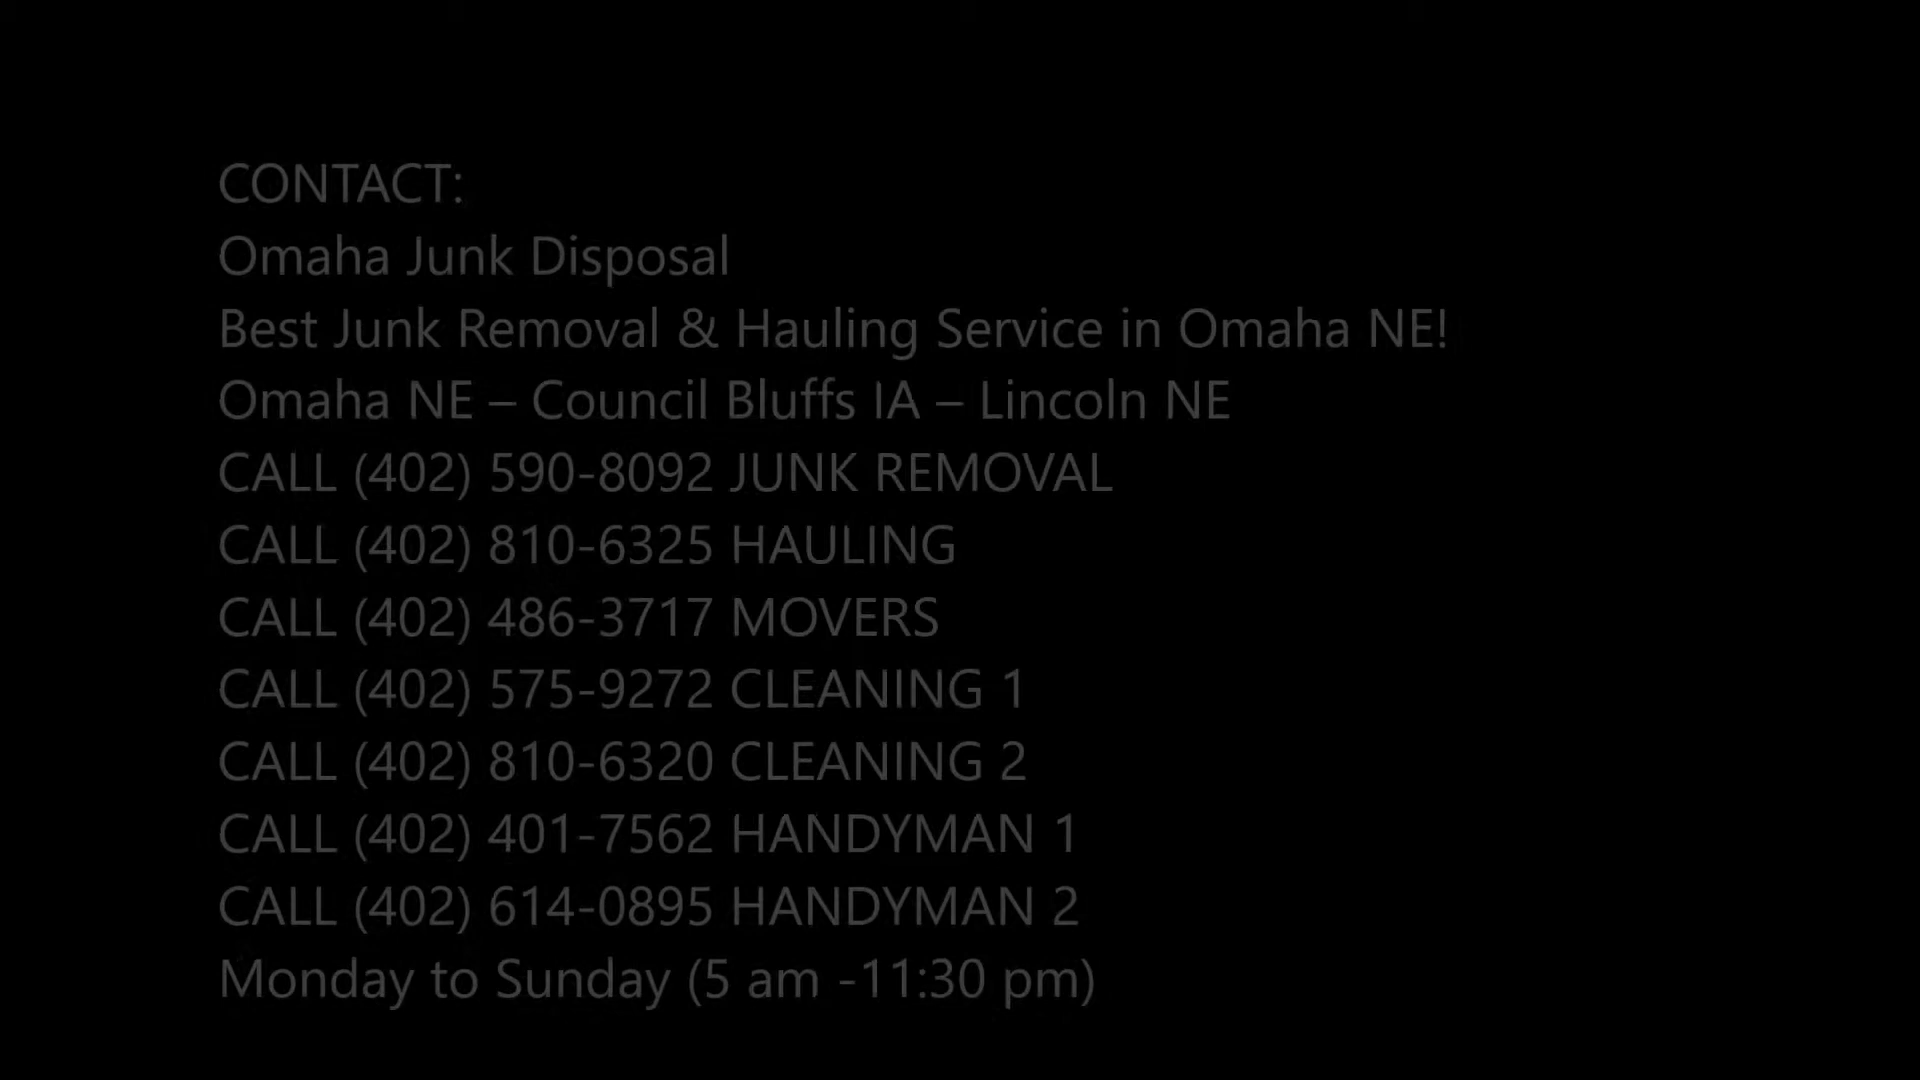 CONTACT:
Omaha Junk Disposal
Best Junk Removal & Hauling Service in Omaha NE!
Omaha NE – Council Bluffs IA – Lincoln NE
CALL (402) 590-8092 JUNK REMOVAL
CALL (402) 810-6325 HAULING
CALL (402) 486-3717 MOVERS
CALL (402) 575-9272 CLEANING 1
CALL (402) 810-6320 CLEANING 2
CALL (402) 401-7562 HANDYMAN 1
CALL (402) 614-0895 HANDYMAN 2
Monday to Sunday (5 am -11:30 pm)